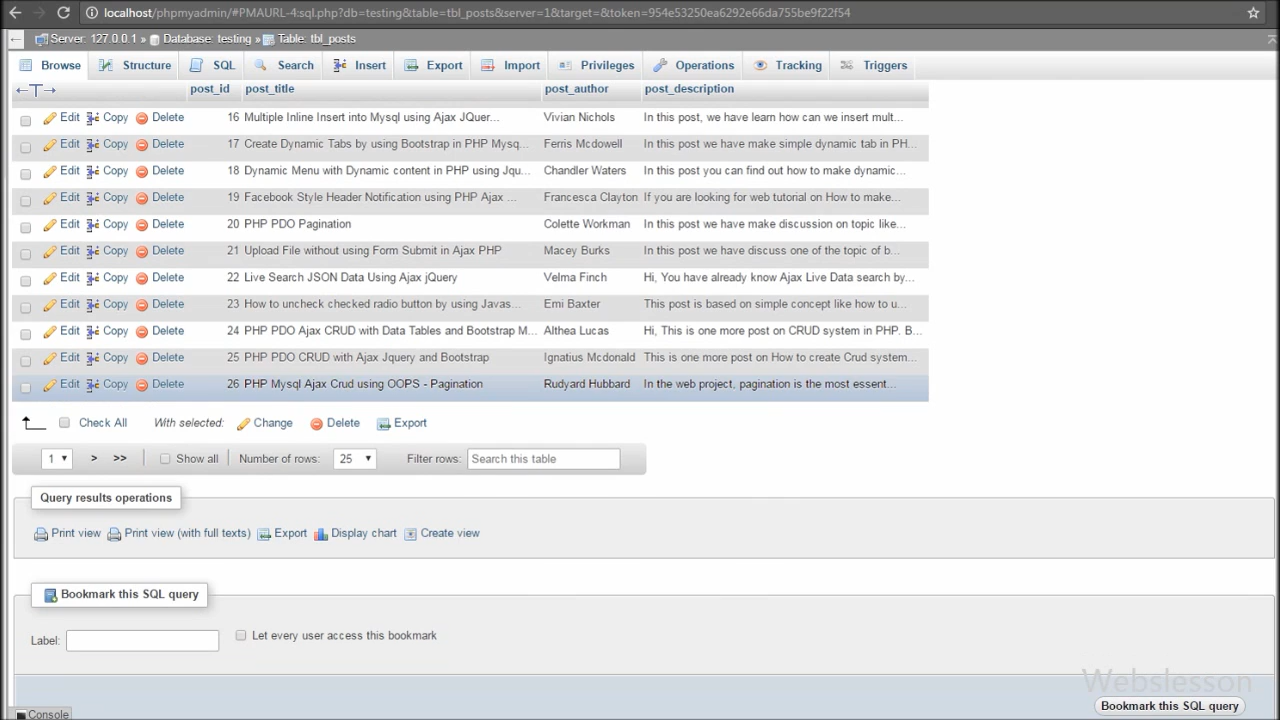 localhost/phpmyadmin/#PMAURL-4:sql.php?db=testing&table=tbl_posts&server=1&target=&token=954e53250ea6292e66da755be9f22f54
Server: 127.0.0.1 » Database: testing » Table: tbl_posts
Browse Structure SQL Search Insert Export Import Privileges Operations Tracking Triggers
post_id post_title post_author post_description
Edit Copy Delete 16 Multiple Inline Insert into Mysql using Ajax JQuer... Vivian Nichols In this post, we have learn how can we insert mult...
Edit Copy Delete 17 Create Dynamic Tabs by using Bootstrap in PHP Mysq... Ferris Mcdowell In this post we have make simple dynamic tab in PH...
Edit Copy Delete 18 Dynamic Menu with Dynamic content in PHP using Jqu... Chandler Waters In this post you can find out how to make dynamic...
Edit Copy Delete 19 Facebook Style Header Notification using PHP Ajax ... Francesca Clayton If you are looking for web tutorial on How to make...
Edit Copy Delete 20 PHP PDO Pagination Colette Workman In this post we have make discussion on topic like...
Edit Copy Delete 21 Upload File without using Form Submit in Ajax PHP Macey Burks In this post we have discuss one of the topic of b...
Edit Copy Delete 22 Live Search JSON Data Using Ajax jQuery Velma Finch Hi, You have already know Ajax Live Data search by...
Edit Copy Delete 23 How to uncheck checked radio button by using Javas... Emi Baxter This post is based on simple concept like how to u...
Edit Copy Delete 24 PHP PDO Ajax CRUD with Data Tables and Bootstrap M... Althea Lucas Hi, This is one more post on CRUD system in PHP. B...
Edit Copy Delete 25 PHP PDO CRUD with Ajax Jquery and Bootstrap Ignatius Mcdonald This is one more post on How to create Crud system...
Edit Copy Delete 26 PHP Mysql Ajax Crud using OOPS - Pagination Rudyard Hubbard In the web project, pagination is the most essent...
Check All With selected: Change Delete Export
1 > >> Show all Number of rows: 25 Filter rows: Search this table
Query results operations
Print view Print view (with full texts) Export Display chart Create view
Bookmark this SQL query
Label: Let every user access this bookmark
Webslesson
Bookmark this SQL query
Console